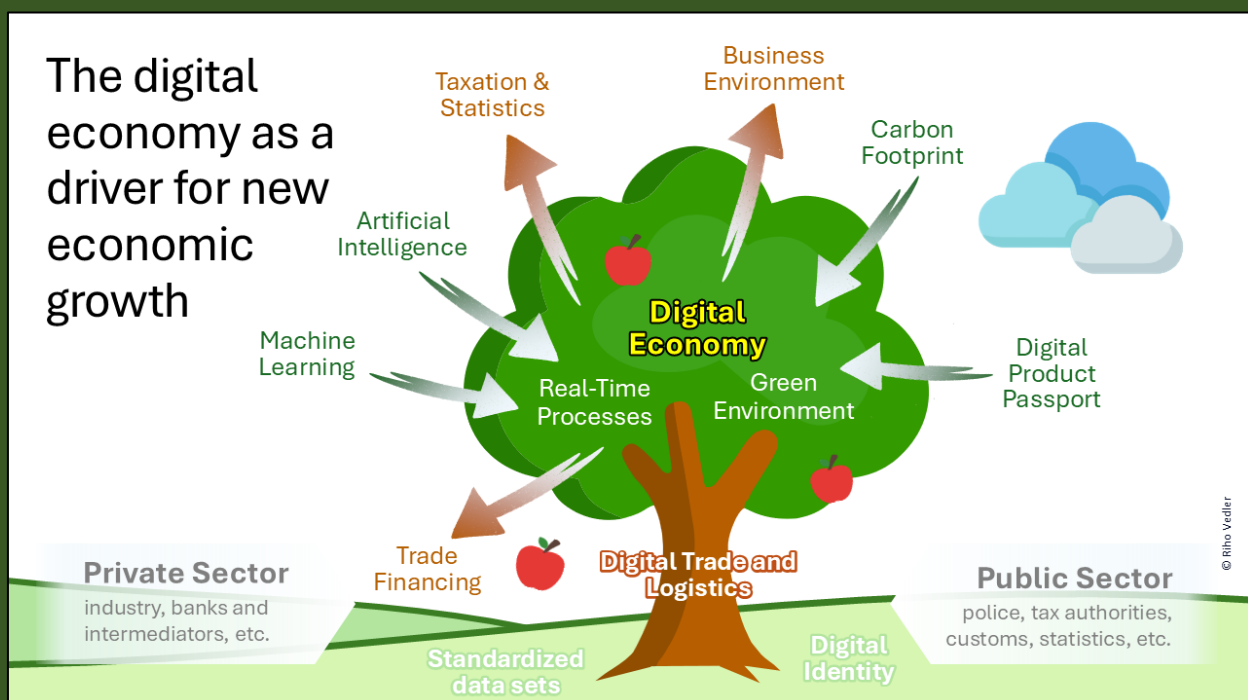 The digital
economy as a
driver for new
economic
growth
Taxation &
Statistics
Business
Environment
Carbon
Footprint
Artificial
Intelligence
Machine
Learning
Digital
Economy
Real-Time
Processes
Green
Environment
Digital
Product
Passport
Trade
Financing
Digital Trade and
Logistics
Private Sector
industry, banks and
intermediators, etc.
Public Sector
police, tax authorities,
customs, statistics, etc.
Standardized
data sets
Digital
Identity
© Riho Vedler